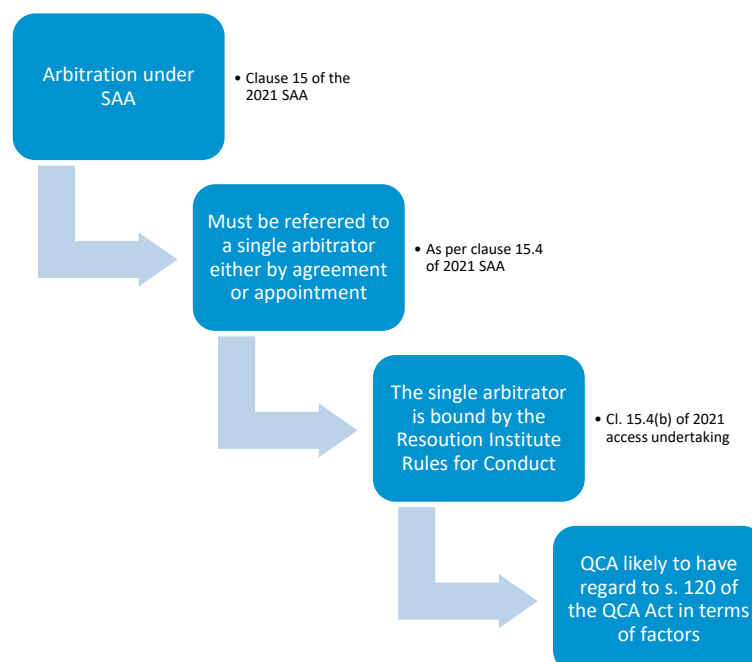 Arbitration under
SAA
• Clause 15 of the
2021 SAA
Must be referered to
a single arbitrator
either by agreement
or appointment
• As per clause 15.4
of 2021 SAA
The single arbitrator
is bound by the
Resoution Institute
Rules for Conduct
• Cl. 15.4(b) of 2021
access undertaking
QCA likely to have
regard to s. 120 of
the QCA Act in terms
of factors